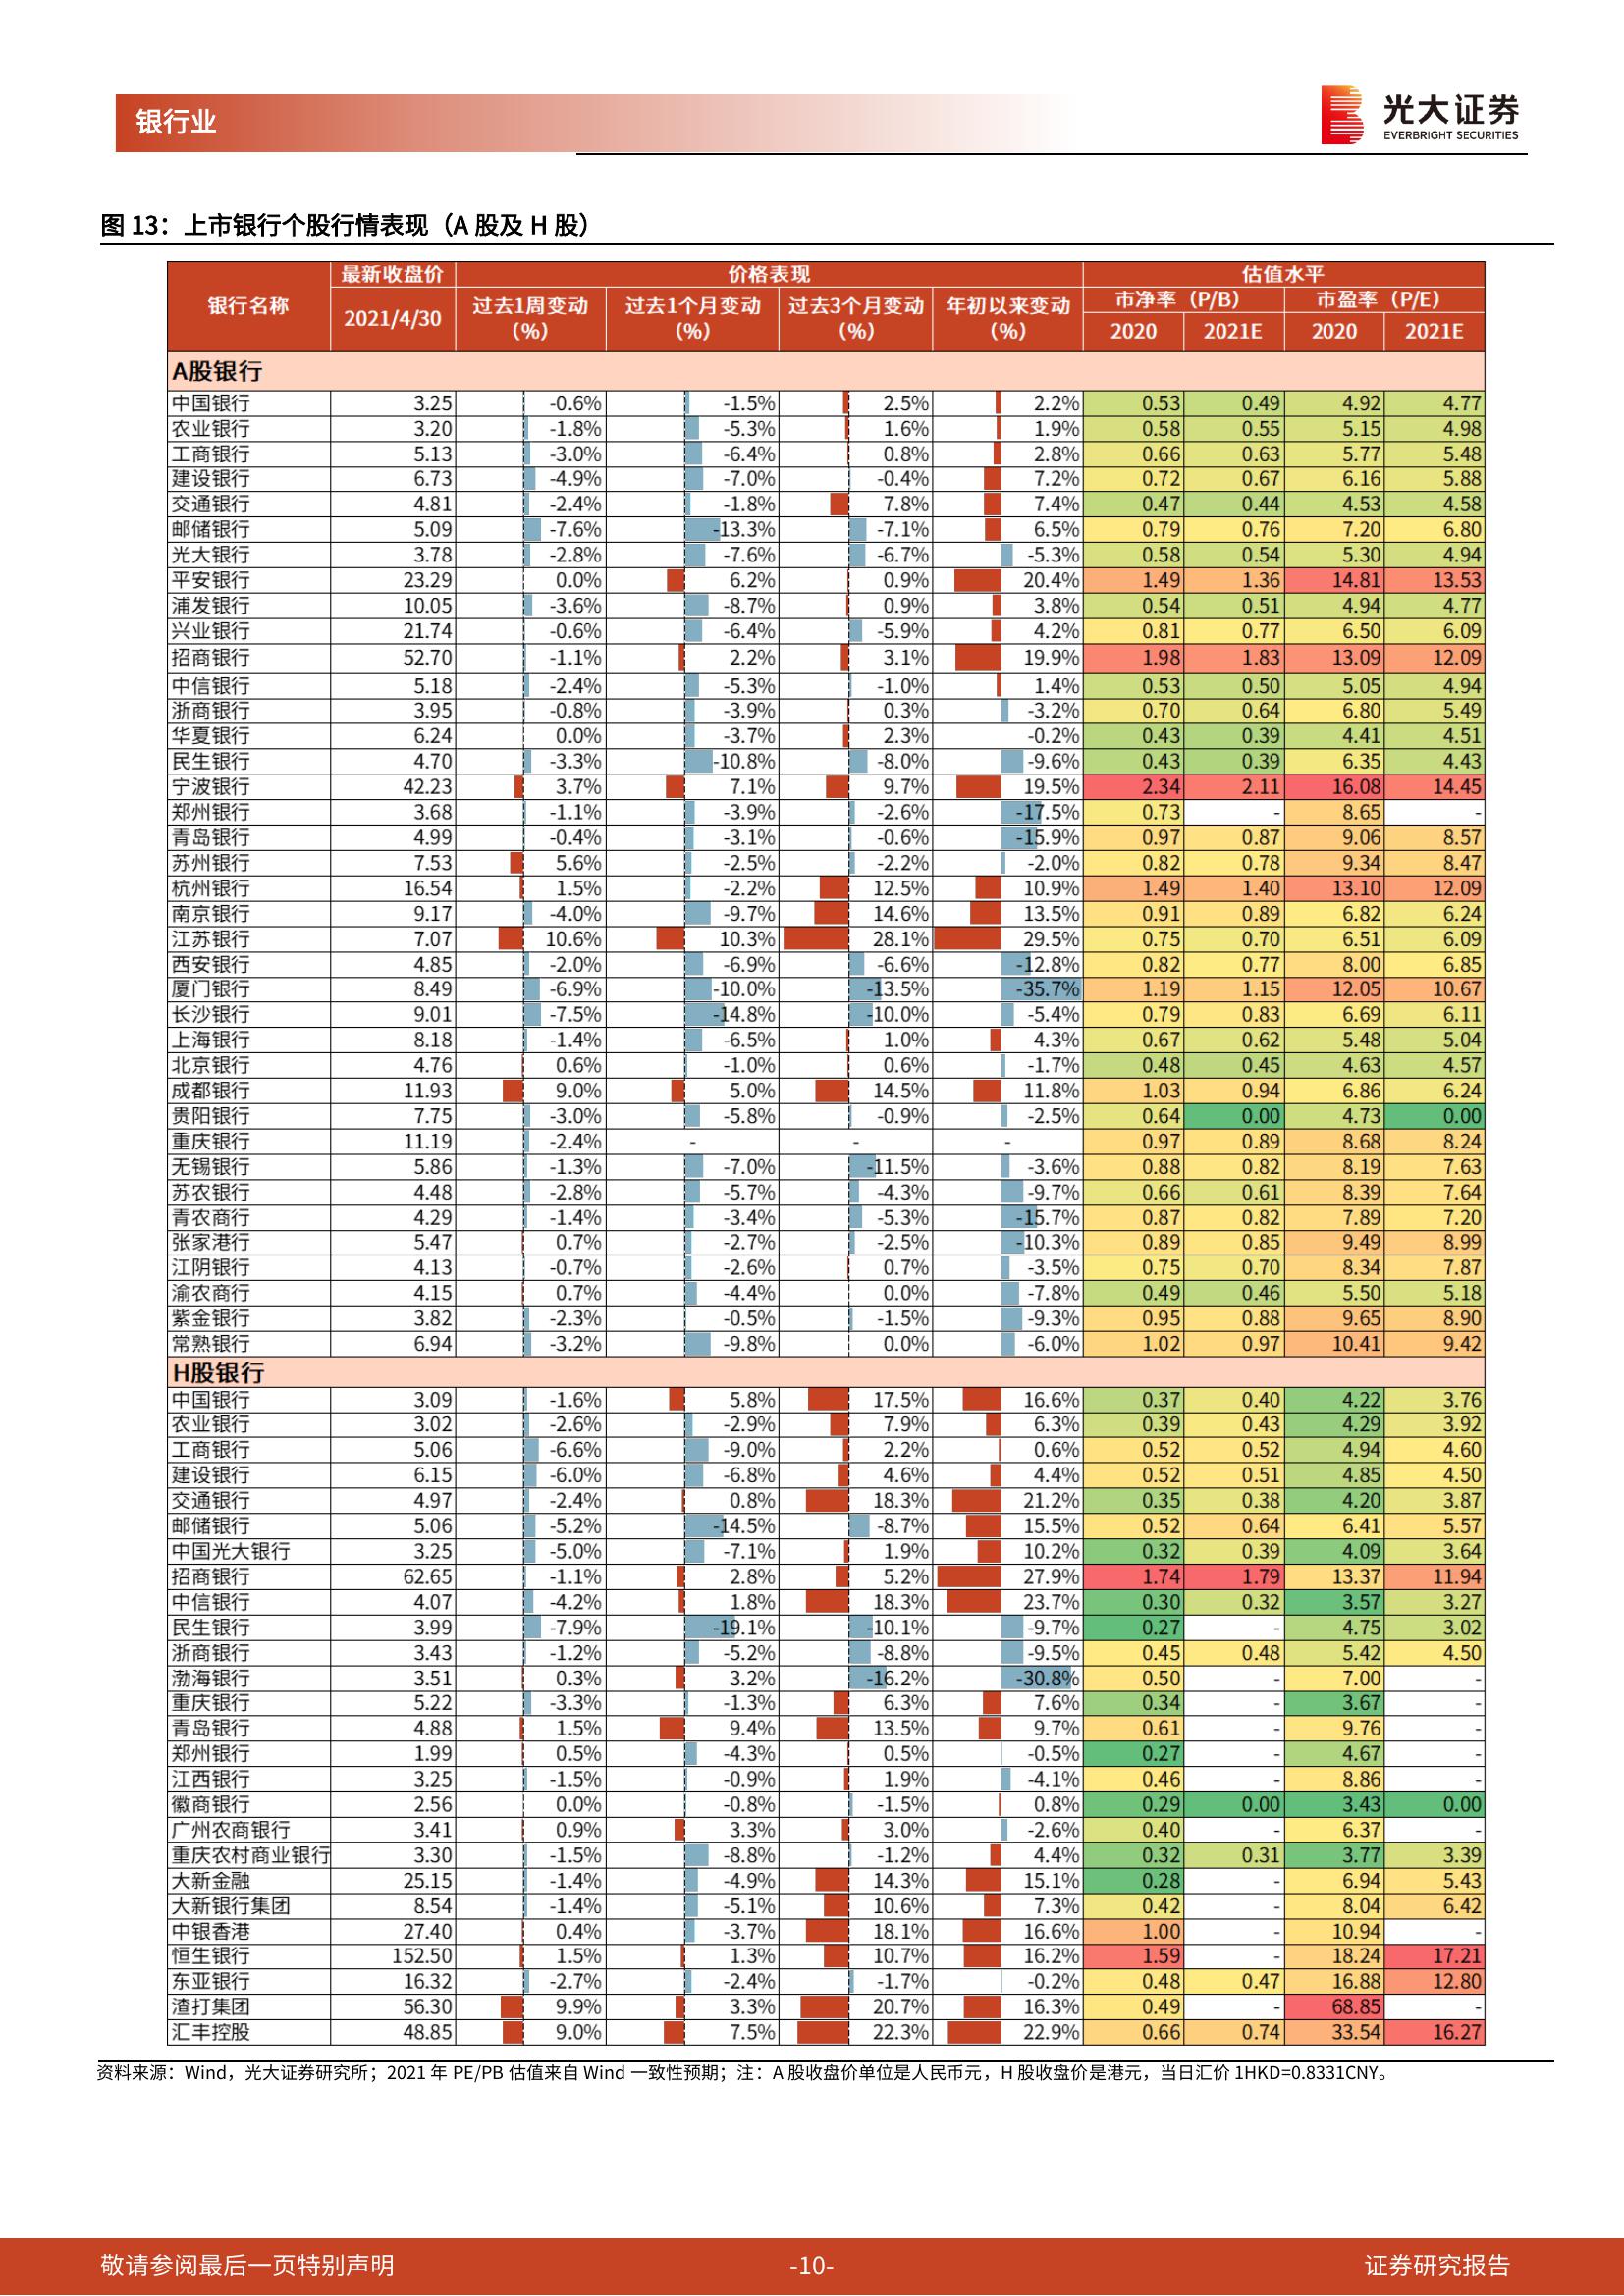 银行业
光大证券
EVERBRIGHT SECURITIES
图 13：上市银行个股行情表现（A 股及 H 股）
银行名称 最新收盘价 价格表现 估值水平
2021/4/30 过去1周变动（%） 过去1个月变动（%） 过去3个月变动（%） 年初以来变动（%） 市净率（P/B） 市盈率（P/E）
2020 2021E 2020 2021E
A股银行
中国银行 3.25 -0.6% -1.5% 2.5% 2.2% 0.53 0.49 4.92 4.77
农业银行 3.20 -1.8% -5.3% 1.6% 1.9% 0.58 0.55 5.15 4.98
工商银行 5.13 -3.0% -6.4% 0.8% 2.8% 0.66 0.63 5.77 5.48
建设银行 6.73 -4.9% -7.0% -0.4% 7.2% 0.72 0.67 6.16 5.88
交通银行 4.81 -2.4% -1.8% 7.8% 7.4% 0.47 0.44 4.53 4.58
邮储银行 5.09 -7.6% -13.3% -7.1% 6.5% 0.79 0.76 7.20 6.80
光大银行 3.78 -2.8% -7.6% -6.7% -5.3% 0.58 0.54 5.30 4.94
平安银行 23.29 0.0% 6.2% 0.9% 20.4% 1.49 1.36 14.81 13.53
浦发银行 10.05 -3.6% -8.7% 0.9% 3.8% 0.54 0.51 4.94 4.77
兴业银行 21.74 -0.6% -6.4% -5.9% 4.2% 0.81 0.77 6.50 6.09
招商银行 52.70 -1.1% 2.2% 3.1% 19.9% 1.98 1.83 13.09 12.09
中信银行 5.18 -2.4% -5.3% -1.0% 1.4% 0.53 0.50 5.05 4.94
浙商银行 3.95 -0.8% -3.9% 0.3% -3.2% 0.70 0.64 6.80 5.49
华夏银行 6.24 0.0% -3.7% 2.3% -0.2% 0.43 0.39 4.41 4.51
民生银行 4.70 -3.3% -10.8% -8.0% -9.6% 0.43 0.39 6.35 4.43
宁波银行 42.23 3.7% 7.1% 9.7% 19.5% 2.34 2.11 16.08 14.45
郑州银行 3.68 -1.1% -3.9% -2.6% -17.5% 0.73 - 8.65 -
青岛银行 4.99 -0.4% -3.1% -0.6% -15.9% 0.97 0.87 9.06 8.57
苏州银行 7.53 5.6% -2.5% -2.2% -2.0% 0.82 0.78 9.34 8.47
杭州银行 16.54 1.5% -2.2% 12.5% 10.9% 1.49 1.40 13.10 12.09
南京银行 9.17 -4.0% -9.7% 14.6% 13.5% 0.91 0.89 6.82 6.24
江苏银行 7.07 10.6% 10.3% 28.1% 29.5% 0.75 0.70 6.51 6.09
西安银行 4.85 -2.0% -6.9% -6.6% -12.8% 0.82 0.77 8.00 6.85
厦门银行 8.49 -6.9% -10.0% -13.5% -35.7% 1.19 1.15 12.05 10.67
长沙银行 9.01 -7.5% -14.8% -10.0% -5.4% 0.79 0.83 6.69 6.11
上海银行 8.18 -1.4% -6.5% 1.0% 4.3% 0.67 0.62 5.48 5.04
北京银行 4.76 0.6% -1.0% 0.6% -1.7% 0.48 0.45 4.63 4.57
成都银行 11.93 9.0% 5.0% 14.5% 11.8% 1.03 0.94 6.86 6.24
贵阳银行 7.75 -3.0% -5.8% -0.9% -2.5% 0.64 0.00 4.73 0.00
重庆银行 11.19 -2.4% - - - 0.97 0.89 8.68 8.24
无锡银行 5.86 -1.3% -7.0% -11.5% -3.6% 0.88 0.82 8.19 7.63
苏农银行 4.48 -2.8% -5.7% -4.3% -9.7% 0.66 0.61 8.39 7.64
青农商行 4.29 -1.4% -3.4% -5.3% -15.7% 0.87 0.82 7.89 7.20
张家港行 5.47 0.7% -2.7% -2.5% -10.3% 0.89 0.85 9.49 8.99
江阴银行 4.13 -0.7% -2.6% 0.7% -3.5% 0.75 0.70 8.34 7.87
渝农商行 4.15 0.7% -4.4% 0.0% -7.8% 0.49 0.46 5.50 5.18
紫金银行 3.82 -2.3% -0.5% -1.5% -9.3% 0.95 0.88 9.65 8.90
常熟银行 6.94 -3.2% -9.8% 0.0% -6.0% 1.02 0.97 10.41 9.42
H股银行
中国银行 3.09 -1.6% 5.8% 17.5% 16.6% 0.37 0.40 4.22 3.76
农业银行 3.02 -2.6% -2.9% 7.9% 6.3% 0.39 0.43 4.29 3.92
工商银行 5.06 -6.6% -9.0% 2.2% 0.6% 0.52 0.52 4.94 4.60
建设银行 6.15 -6.0% -6.8% 4.6% 4.4% 0.52 0.51 4.85 4.50
交通银行 4.97 -2.4% 0.8% 18.3% 21.2% 0.35 0.38 4.20 3.87
邮储银行 5.06 -5.2% -14.5% -8.7% 15.5% 0.52 0.64 6.41 5.57
中国光大银行 3.25 -5.0% -7.1% 1.9% 10.2% 0.32 0.39 4.09 3.64
招商银行 62.65 -1.1% 2.8% 5.2% 27.9% 1.74 1.79 13.37 11.94
中信银行 4.07 -4.2% 1.8% 18.3% 23.7% 0.30 0.32 3.57 3.27
民生银行 3.99 -7.9% -19.1% -10.1% -9.7% 0.27 - 4.75 3.02
浙商银行 3.43 -1.2% -5.2% -8.8% -9.5% 0.45 0.48 5.42 4.50
渤海银行 3.51 0.3% 3.2% -16.2% -30.8% 0.50 - 7.00 -
重庆银行 5.22 -3.3% -1.3% 6.3% 7.6% 0.34 - 3.67 -
青岛银行 4.88 1.5% 9.4% 13.5% 9.7% 0.61 - 9.76 -
郑州银行 1.99 0.5% -4.3% 0.5% -0.5% 0.27 - 4.67 -
江西银行 3.25 -1.5% -0.9% 1.9% -4.1% 0.46 - 8.86 -
徽商银行 2.56 0.0% -0.8% -1.5% 0.8% 0.29 0.00 3.43 0.00
广州农商银行 3.41 0.9% 3.3% 3.0% -2.6% 0.40 - 6.37 -
重庆农村商业银行 3.30 -1.5% -8.8% -1.2% 4.4% 0.32 0.31 3.77 3.39
大新金融 25.15 -1.4% -4.9% 14.3% 15.1% 0.28 - 6.94 5.43
大新银行集团 8.54 -1.4% -5.1% 10.6% 7.3% 0.42 - 8.04 6.42
中银香港 27.40 0.4% -3.7% 18.1% 16.6% 1.00 - 10.94 -
恒生银行 152.50 1.5% 1.3% 10.7% 16.2% 1.59 - 18.24 17.21
东亚银行 16.32 -2.7% -2.4% -1.7% -0.2% 0.48 0.47 16.88 12.80
渣打集团 56.30 9.9% 3.3% 20.7% 16.3% 0.49 - 68.85 -
汇丰控股 48.85 9.0% 7.5% 22.3% 22.9% 0.66 0.74 33.54 16.27
资料来源：Wind，光大证券研究所；2021 年 PE/PB 估值来自 Wind 一致性预期；注：A 股收盘价单位是人民币元，H 股收盘价是港元，当日汇价 1HKD=0.8331CNY。
敬请参阅最后一页特别声明 -10- 证券研究报告